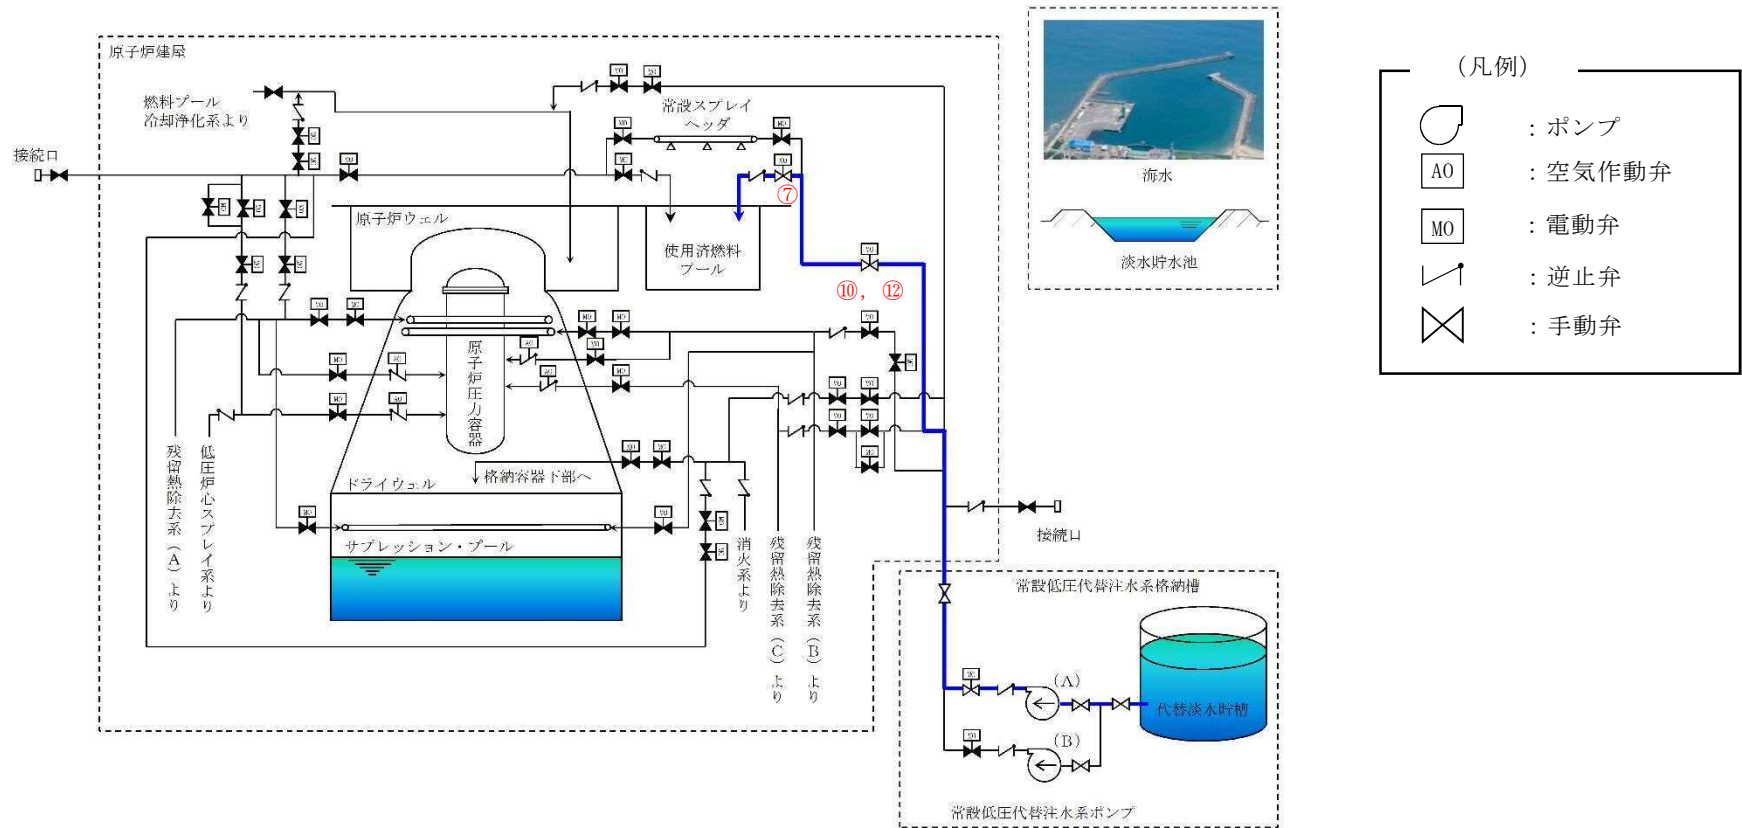 原子炉建屋
燃料プール
冷却浄化系より
接続口
常設スプレイ
ヘッダ
⑦
原子炉ウェル
使用済燃料
プール
⑩, ⑫
原子炉圧力容器
格納容器下部へ
ドライウェル
サプレッション・プール
残留熱除去系(A)より
低圧炉心スプレイ系より
消火系より
残留熱除去系(C)より
残留熱除去系(B)より
接続口
海水
淡水貯水池
常設低圧代替注水系格納槽
(A)
代替淡水貯槽
(B)
常設低圧代替注水系ポンプ
(凡例)
:ポンプ
AO :空気作動弁
MO :電動弁
:逆止弁
:手動弁